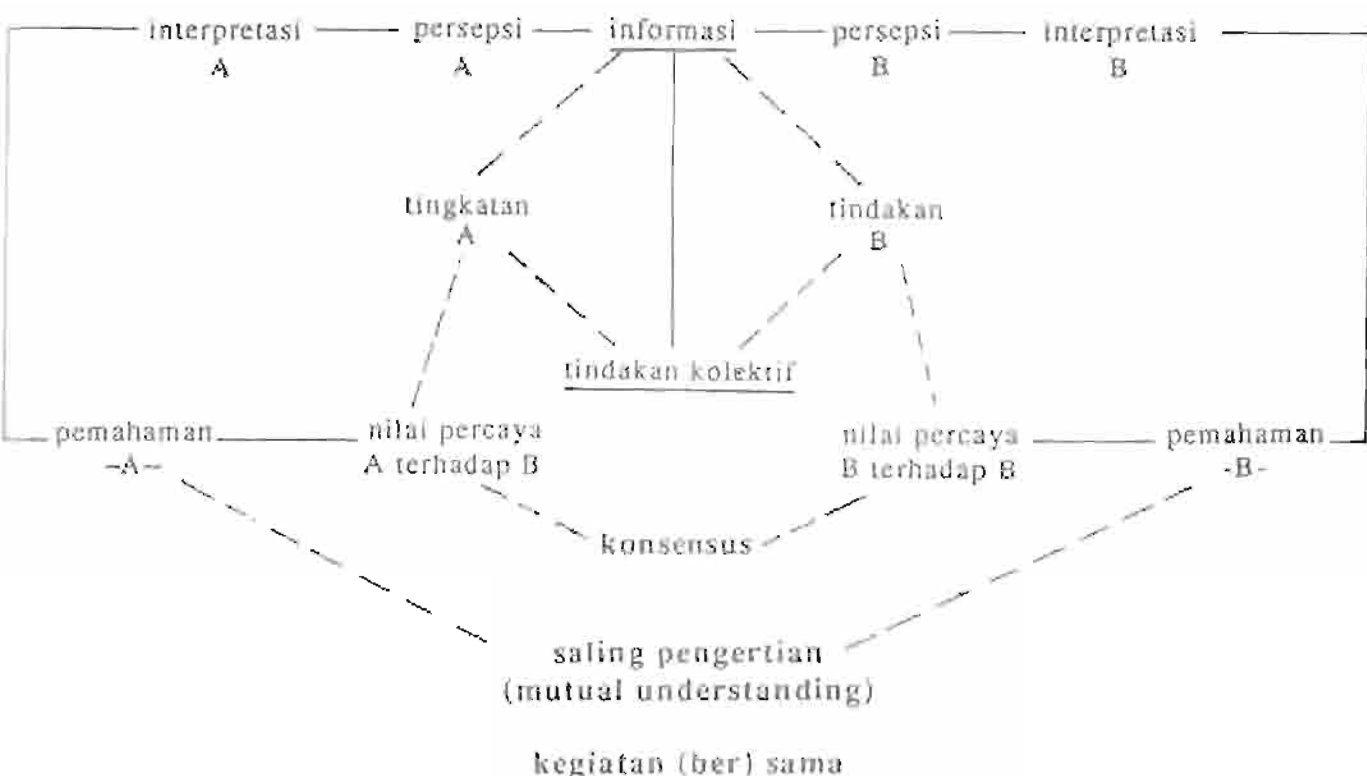 interpretasi persepsi informasi persepsi interpretasi
A A B B
tingkatan tindakan
A B
tindakan kolektif
pemahaman nilai percaya nilai percaya pemahaman
-A- A terhadap B B terhadap B -B-
konsensus
saling pengertian
(mutual understanding)
kegiatan (ber) sama